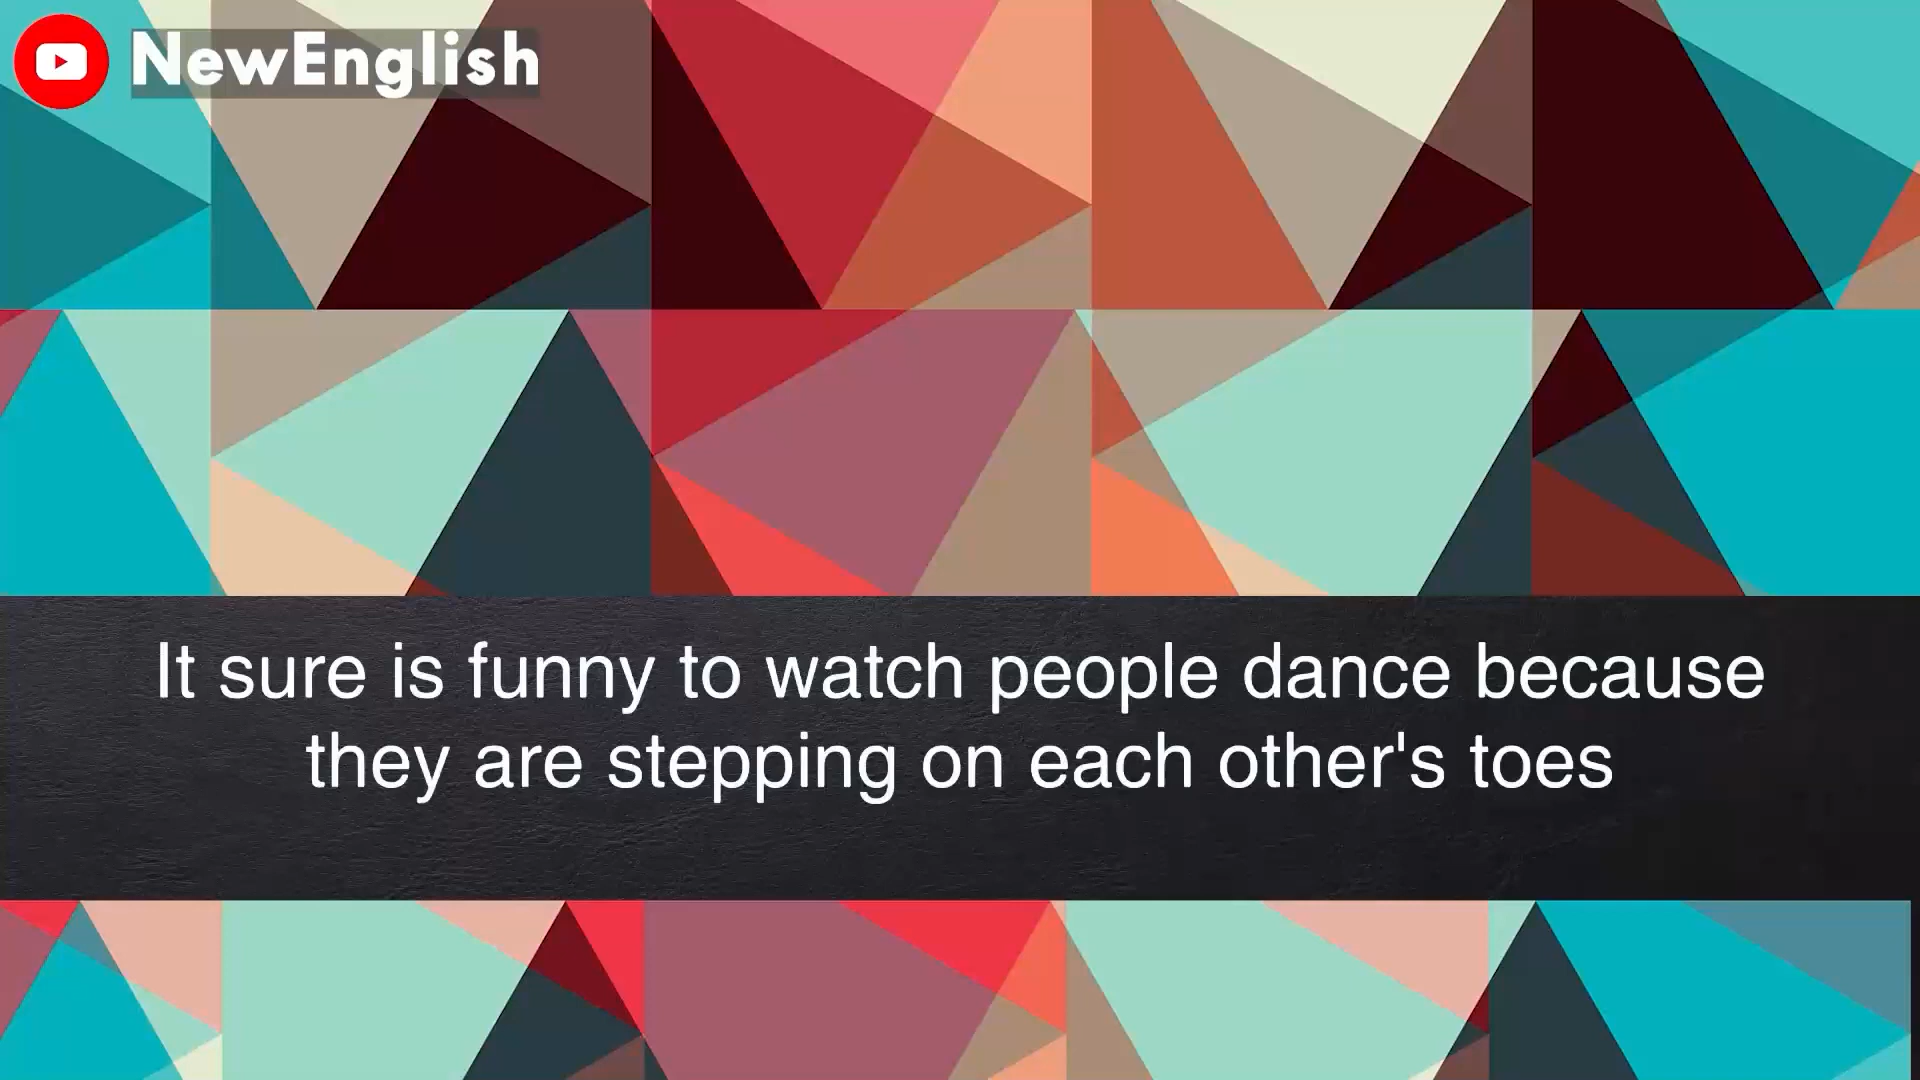 NewEnglish
It sure is funny to watch people dance because
they are stepping on each other's toes